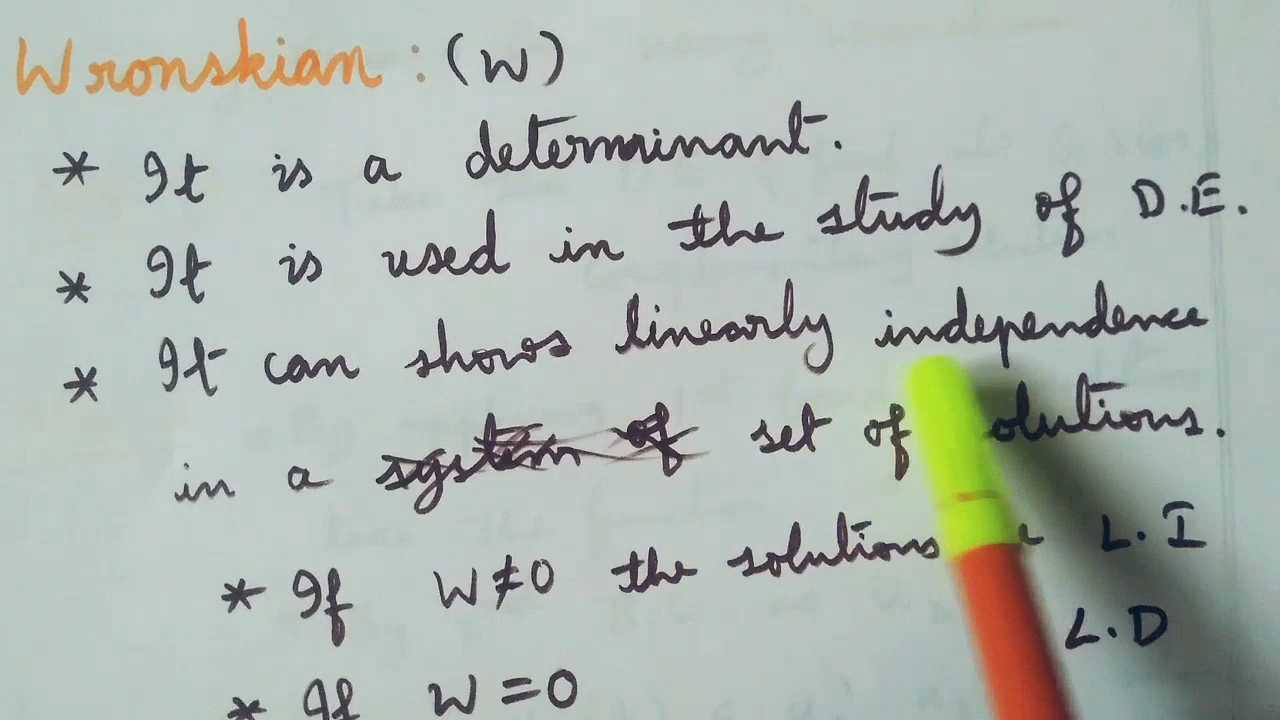 Wronskian : (W)
* It is a determinant.
* It is used in the study of D.E.
* It can shows linearly independence
in a system of set of solutions.
* If W≠0 the solutions L.I
L.D
* If W=0